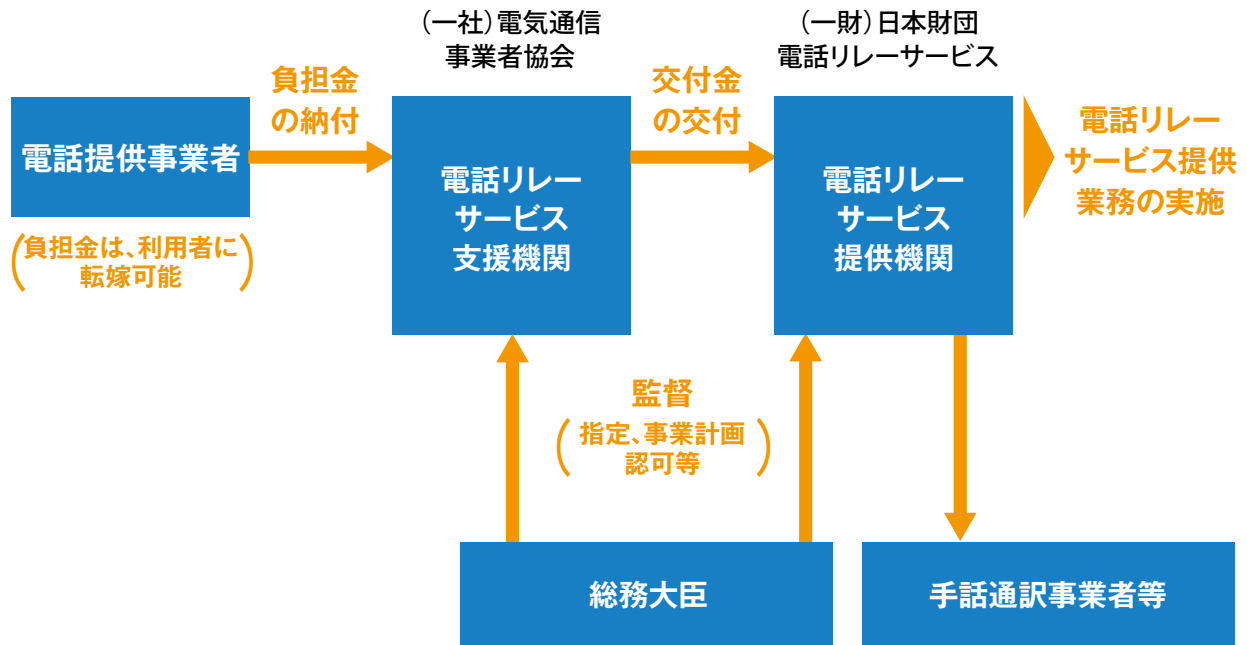 (一社)電気通信
事業者協会
(一財)日本財団
電話リレーサービス
負担金
の納付
交付金
の交付
電話提供事業者
電話リレー
サービス
支援機関
電話リレー
サービス
提供機関
電話リレー
サービス提供
業務の実施
(負担金は、利用者に
転嫁可能)
監督
(指定、事業計画
認可等)
総務大臣
手話通訳事業者等